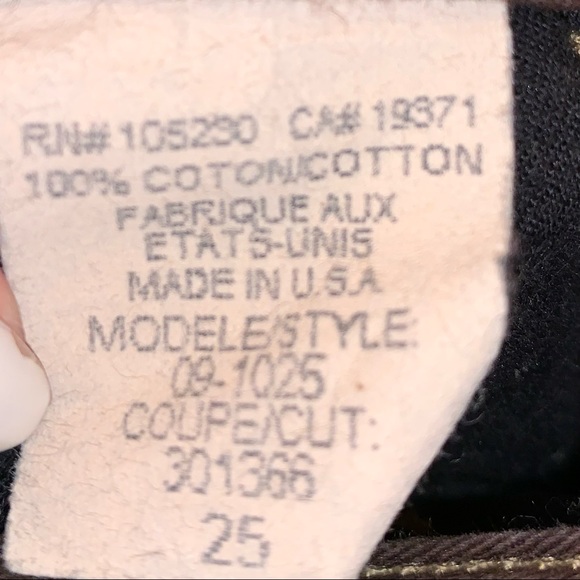 RN# 105230 CA# 19371
100% COTON/COTTON
FABRIQUE AUX
ETATS-UNIS
MADE IN U.S.A
MODELE/STYLE:
09-1025
COUPE/CUT:
301366
25